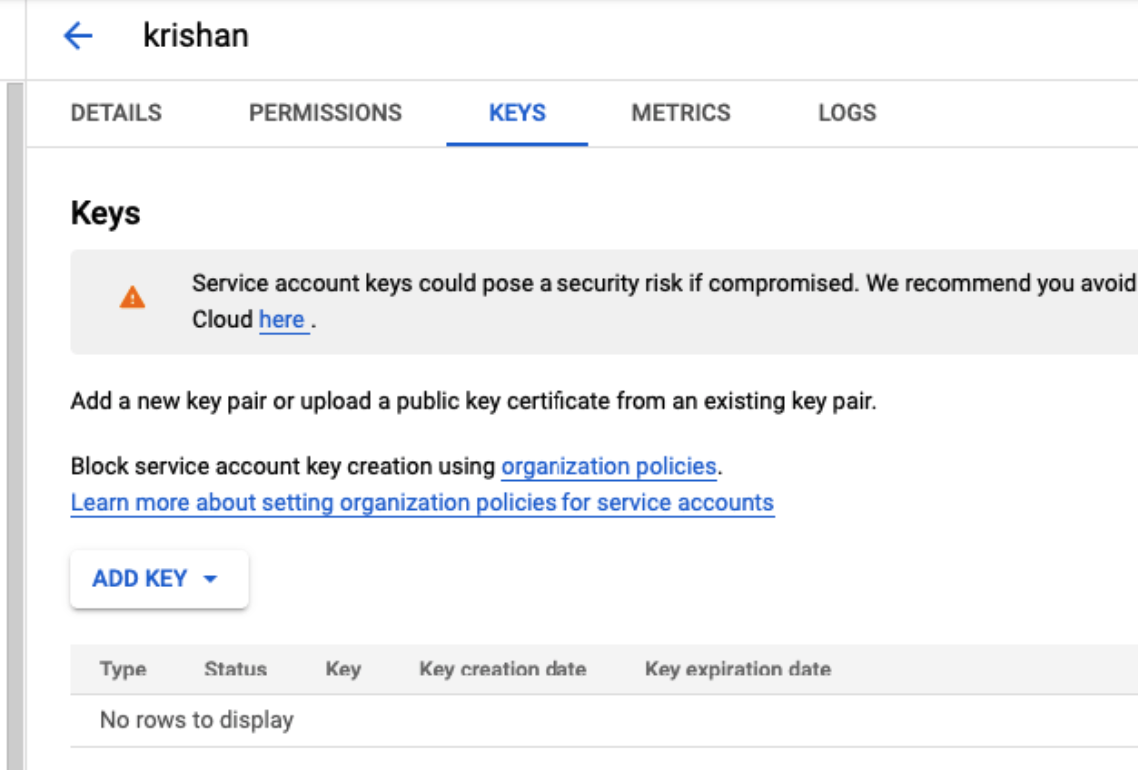 krishan
DETAILS PERMISSIONS KEYS METRICS LOGS
Keys
Service account keys could pose a security risk if compromised. We recommend you avoid
Cloud here .
Add a new key pair or upload a public key certificate from an existing key pair.
Block service account key creation using organization policies.
Learn more about setting organization policies for service accounts
ADD KEY
Type Status Key Key creation date Key expiration date
No rows to display